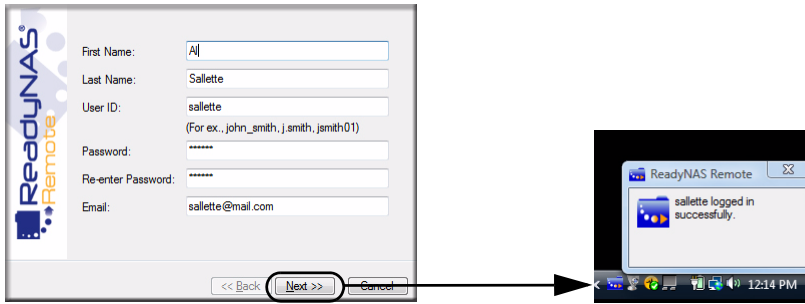 ReadyNAS®
Remote
First Name: Al
Last Name: Sallette
User ID: sallette
(For ex., john_smith, j.smith, jsmith01)
Password: ******
Re-enter Password: ******
Email: sallette@mail.com
<< Back Next >> Cancel
ReadyNAS Remote
sallette logged in
successfully.
12:14 PM